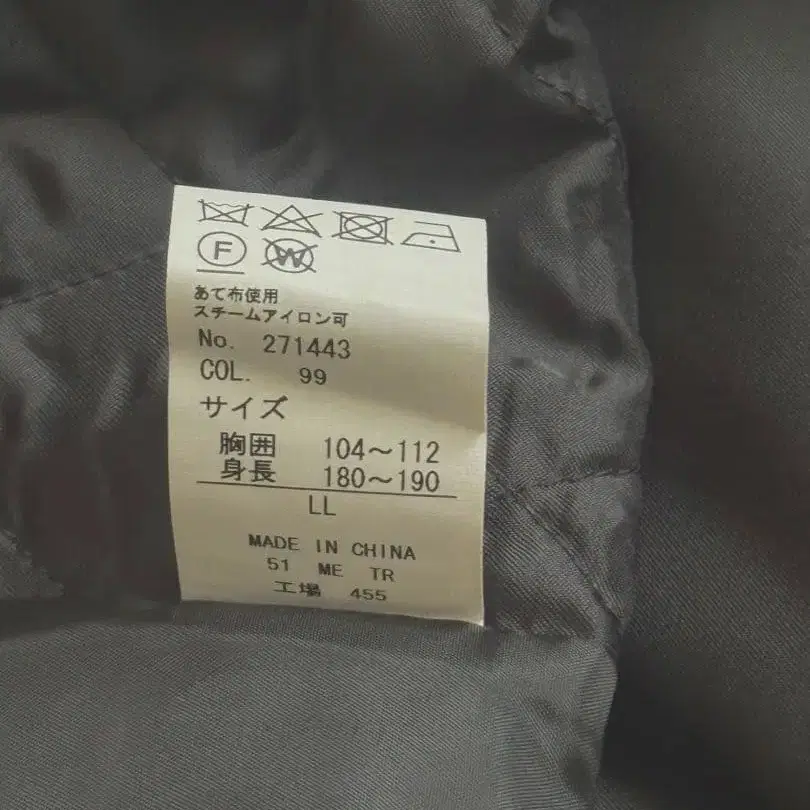 F W
あて布使用
スチームアイロン可
No. 271443
COL. 99
サイズ
胸囲 104～112
身長 180～190
LL
MADE IN CHINA
51 ME TR
工場 455